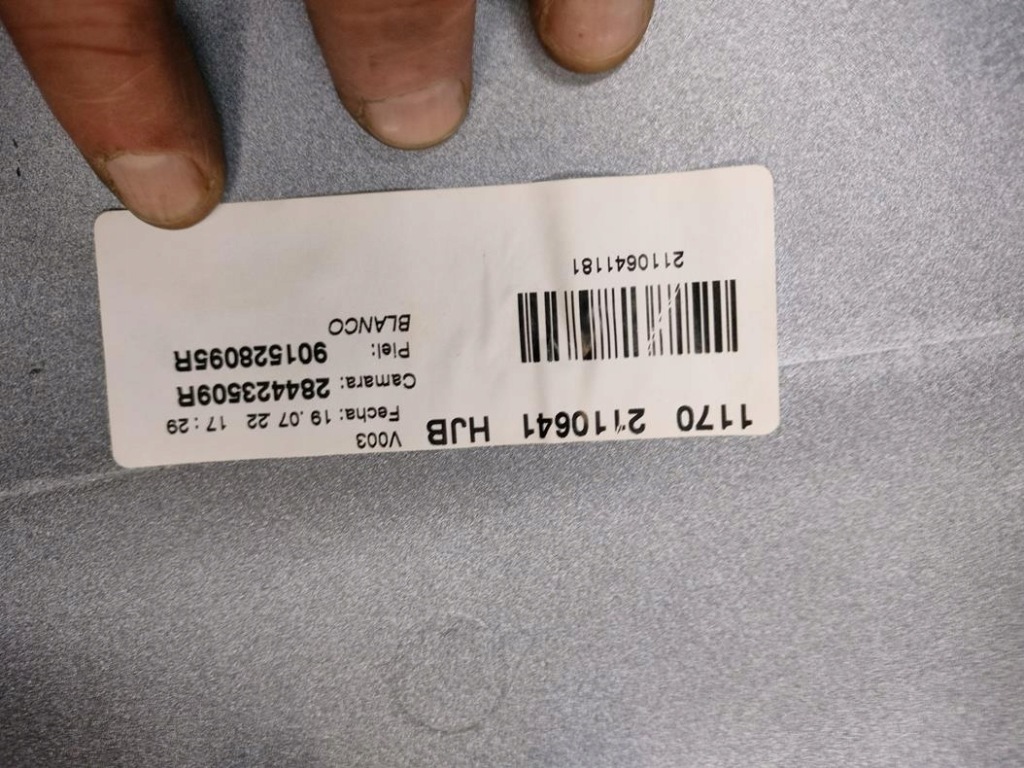 1170 2110641 HJB V003
Fecha: 19.07.22 17:29
Camara: 284423509R
Piel: 901528095R
BLANCO
2110641181